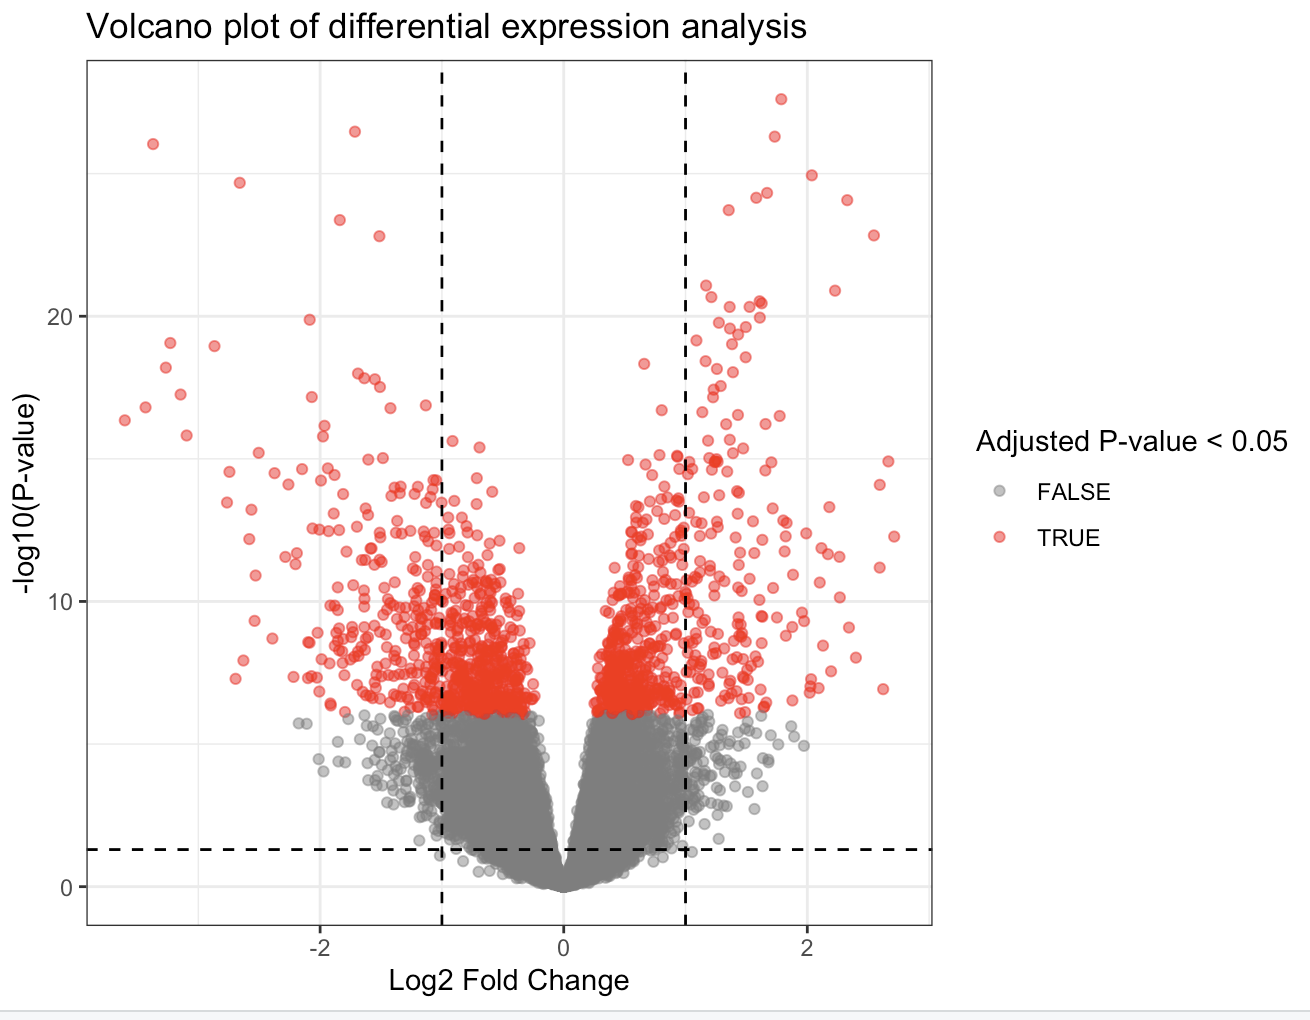 Volcano plot of differential expression analysis
-log10(P-value)
20
10
0
-2
0
2
Log2 Fold Change
Adjusted P-value < 0.05
FALSE
TRUE